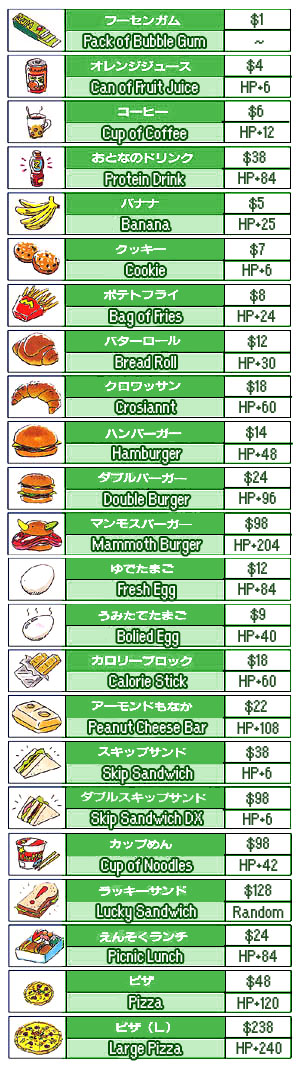 フーセンガム
$1
Pack of Bubble Gum
~
オレンジジュース
$4
Can of Fruit Juice
HP+6
コーヒー
$6
Cup of Coffee
HP+12
おとなのドリンク
$38
Protein Drink
HP+84
バナナ
$5
Banana
HP+25
クッキー
$7
Cookie
HP+6
ポテトフライ
$8
Bag of Fries
HP+24
バターロール
$12
Bread Roll
HP+30
クロワッサン
$18
Crosiannt
HP+60
ハンバーガー
$14
Hamburger
HP+48
ダブルバーガー
$24
Double Burger
HP+96
マンモスバーガー
$98
Mammoth Burger
HP+204
ゆでたまご
$12
Fresh Egg
HP+84
うみたてたまご
$9
Bolied Egg
HP+40
カロリーブロック
$18
Calorie Stick
HP+60
アーモンドもなか
$22
Peanut Cheese Bar
HP+108
スキップサンド
$38
Skip Sandwich
HP+6
ダブルスキップサンド
$98
Skip Sandwich DX
HP+6
カップめん
$98
Cup of Noodles
HP+42
ラッキーサンド
$128
Lucky Sandwich
Random
えんそくランチ
$24
Picnic Lunch
HP+84
ピザ
$48
Pizza
HP+120
ピザ（L）
$238
Large Pizza
HP+240